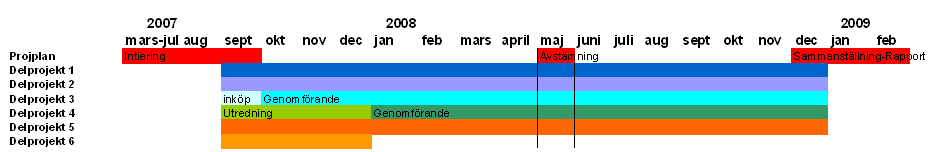 2007 2008 2009
mars-jul aug sept okt nov dec jan feb mars april maj juni juli aug sept okt nov dec jan feb
Projplan Intiering Avstämning Sammanställning-Rapport
Delprojekt 1
Delprojekt 2
Delprojekt 3 inköp Genomförande
Delprojekt 4 Utredning Genomförande
Delprojekt 5
Delprojekt 6